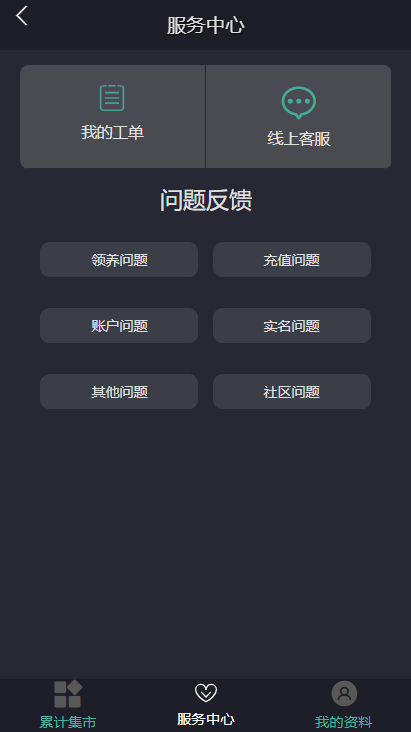 服务中心
我的工单
线上客服
问题反馈
领养问题
充值问题
账户问题
实名问题
其他问题
社区问题
累计集市
服务中心
我的资料